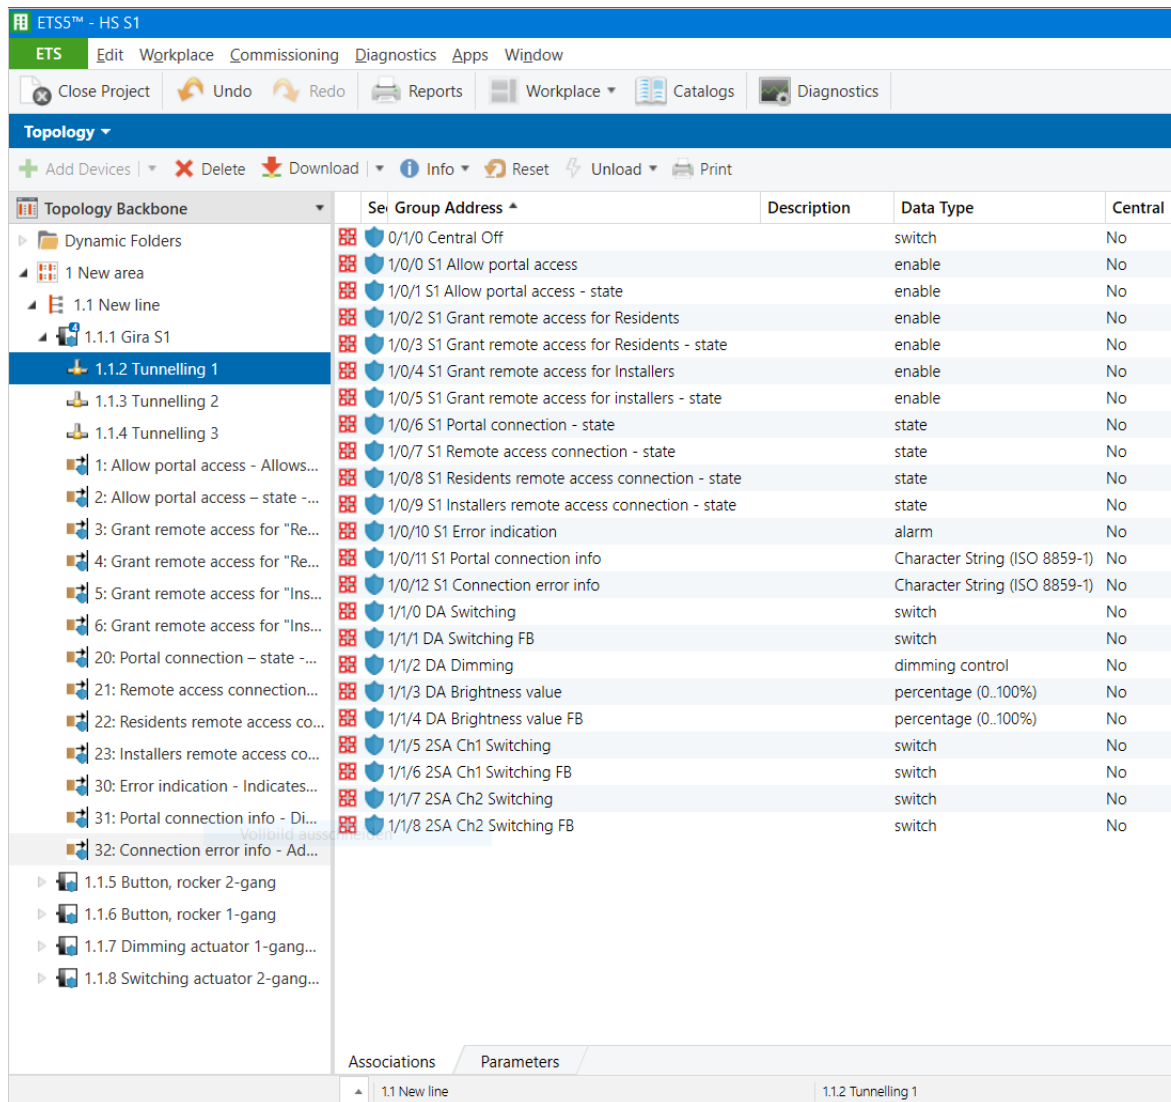 ETS5™ - HS S1
ETS Edit Workplace Commissioning Diagnostics Apps Window
Close Project Undo Redo Reports Workplace Catalogs Diagnostics
Topology
Add Devices Delete Download Info Reset Unload Print
Topology Backbone
Dynamic Folders
1 New area
1.1 New line
4
1.1.1 Gira S1
1.1.2 Tunnelling 1
1.1.3 Tunnelling 2
1.1.4 Tunnelling 3
1: Allow portal access - Allows...
2: Allow portal access – state -...
3: Grant remote access for "Re...
4: Grant remote access for "Re...
5: Grant remote access for "Ins...
6: Grant remote access for "Ins...
20: Portal connection – state -...
21: Remote access connection...
22: Residents remote access co...
23: Installers remote access co...
30: Error indication - Indicates...
31: Portal connection info - Di...
32: Connection error info - Ad...
1.1.5 Button, rocker 2-gang
1.1.6 Button, rocker 1-gang
1.1.7 Dimming actuator 1-gang...
1.1.8 Switching actuator 2-gang...
Sec Group Address Description Data Type Central
0/1/0 Central Off switch No
1/0/0 S1 Allow portal access enable No
1/0/1 S1 Allow portal access - state enable No
1/0/2 S1 Grant remote access for Residents enable No
1/0/3 S1 Grant remote access for Residents - state enable No
1/0/4 S1 Grant remote access for Installers enable No
1/0/5 S1 Grant remote access for installers - state enable No
1/0/6 S1 Portal connection - state state No
1/0/7 S1 Remote access connection - state state No
1/0/8 S1 Residents remote access connection - state state No
1/0/9 S1 Installers remote access connection - state state No
1/0/10 S1 Error indication alarm No
1/0/11 S1 Portal connection info Character String (ISO 8859-1) No
1/0/12 S1 Connection error info Character String (ISO 8859-1) No
1/1/0 DA Switching switch No
1/1/1 DA Switching FB switch No
1/1/2 DA Dimming dimming control No
1/1/3 DA Brightness value percentage (0..100%) No
1/1/4 DA Brightness value FB percentage (0..100%) No
1/1/5 2SA Ch1 Switching switch No
1/1/6 2SA Ch1 Switching FB switch No
1/1/7 2SA Ch2 Switching switch No
1/1/8 2SA Ch2 Switching FB switch No
Vollbild ausschneiden
Associations Parameters
1.1 New line 1.1.2 Tunnelling 1